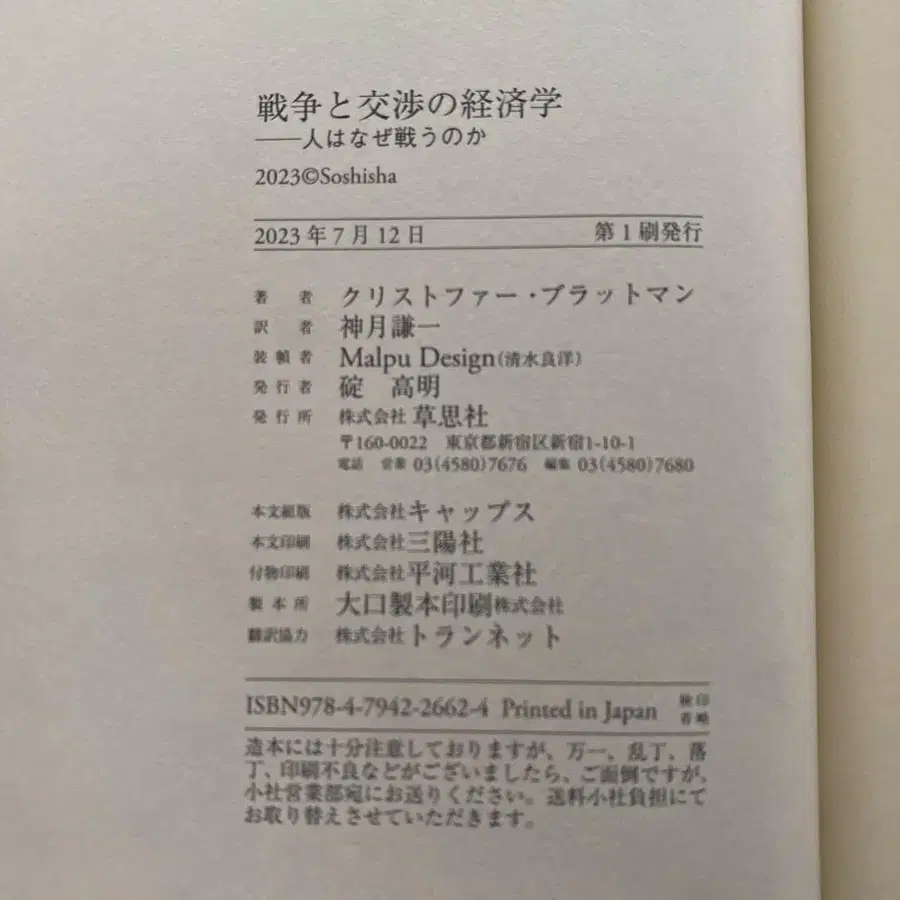 戦争と交渉の経済学
――人はなぜ戦うのか
2023©Soshisha
2023年7月12日　第1刷発行
著者　クリストファー・ブラットマン
訳者　神月謙一
装幀者　Malpu Design(清水良洋)
発行者　碇　高明
発行所　株式会社 草思社
〒160-0022　東京都新宿区新宿1-10-1
電話　営業 03(4580)7676　編集 03(4580)7680
本文組版　株式会社キャップス
本文印刷　株式会社三陽社
付物印刷　株式会社平河工業社
製本所　大口製本印刷株式会社
翻訳協力　株式会社トランネット
ISBN978-4-7942-2662-4 Printed in Japan 検印省略
造本には十分注意しておりますが、万一、乱丁、落
丁、印刷不良などがございましたら、ご面倒ですが、
小社営業部宛にお送りください。送料小社負担にて
お取り替えさせていただきます。